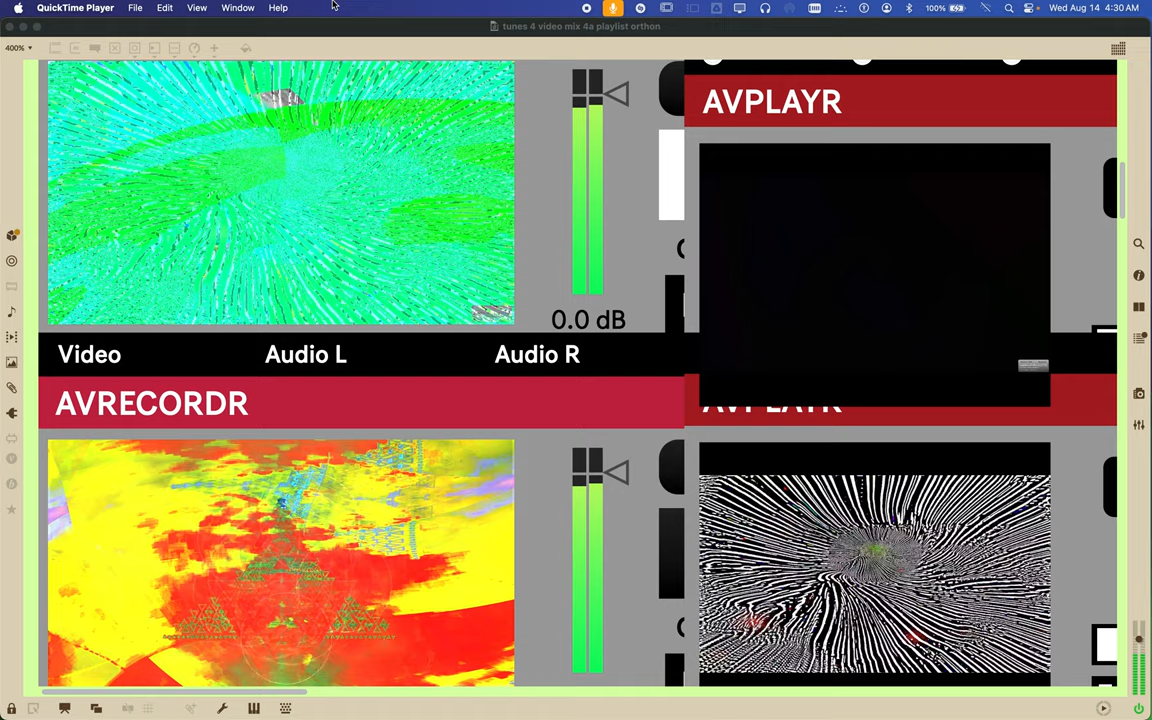 QuickTime Player File Edit View Window Help 100% Wed Aug 14 4:30 AM
tunes 4 video mix 4a playlist orthon
400%
AVPLAYR
0.0 dB
Video Audio L Audio R
AVRECORDR
AVPLAYR